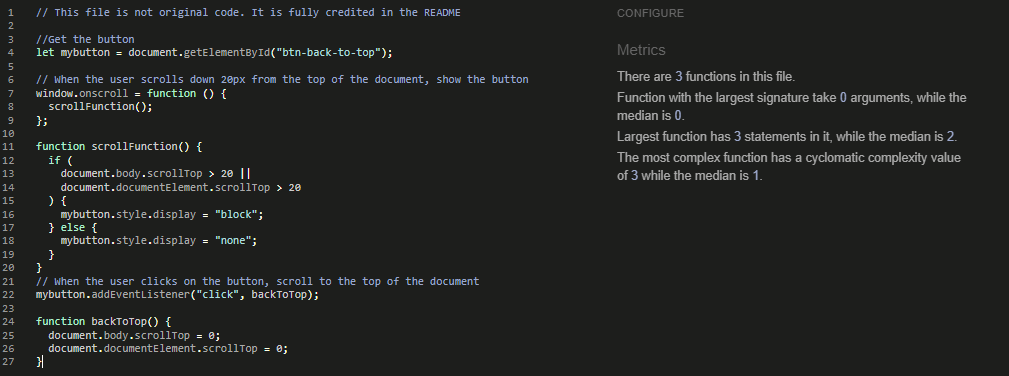 1 // This file is not original code. It is fully credited in the README
2
3 //Get the button
4 let mybutton = document.getElementById("btn-back-to-top");
5
6 // When the user scrolls down 20px from the top of the document, show the button
7 window.onscroll = function () {
8   scrollFunction();
9 };
10
11 function scrollFunction() {
12   if (
13     document.body.scrollTop > 20 ||
14     document.documentElement.scrollTop > 20
15   ) {
16     mybutton.style.display = "block";
17   } else {
18     mybutton.style.display = "none";
19   }
20 }
21 // When the user clicks on the button, scroll to the top of the document
22 mybutton.addEventListener("click", backToTop);
23
24 function backToTop() {
25   document.body.scrollTop = 0;
26   document.documentElement.scrollTop = 0;
27 }
CONFIGURE
Metrics
There are 3 functions in this file.
Function with the largest signature take 0 arguments, while the
median is 0.
Largest function has 3 statements in it, while the median is 2.
The most complex function has a cyclomatic complexity value
of 3 while the median is 1.